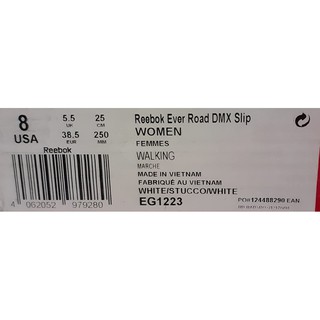 8
USA
5.5
UK
38.5
EUR
25
CM
250
MM
Reebok
4 062052 979280
Reebok Ever Road DMX Slip
WOMEN
FEMMES
WALKING
MARCHE
MADE IN VIETNAM
FABRIQUÉ AU VIETNAM
WHITE/STUCCO/WHITE
EG1223
PO#124488290 EAN